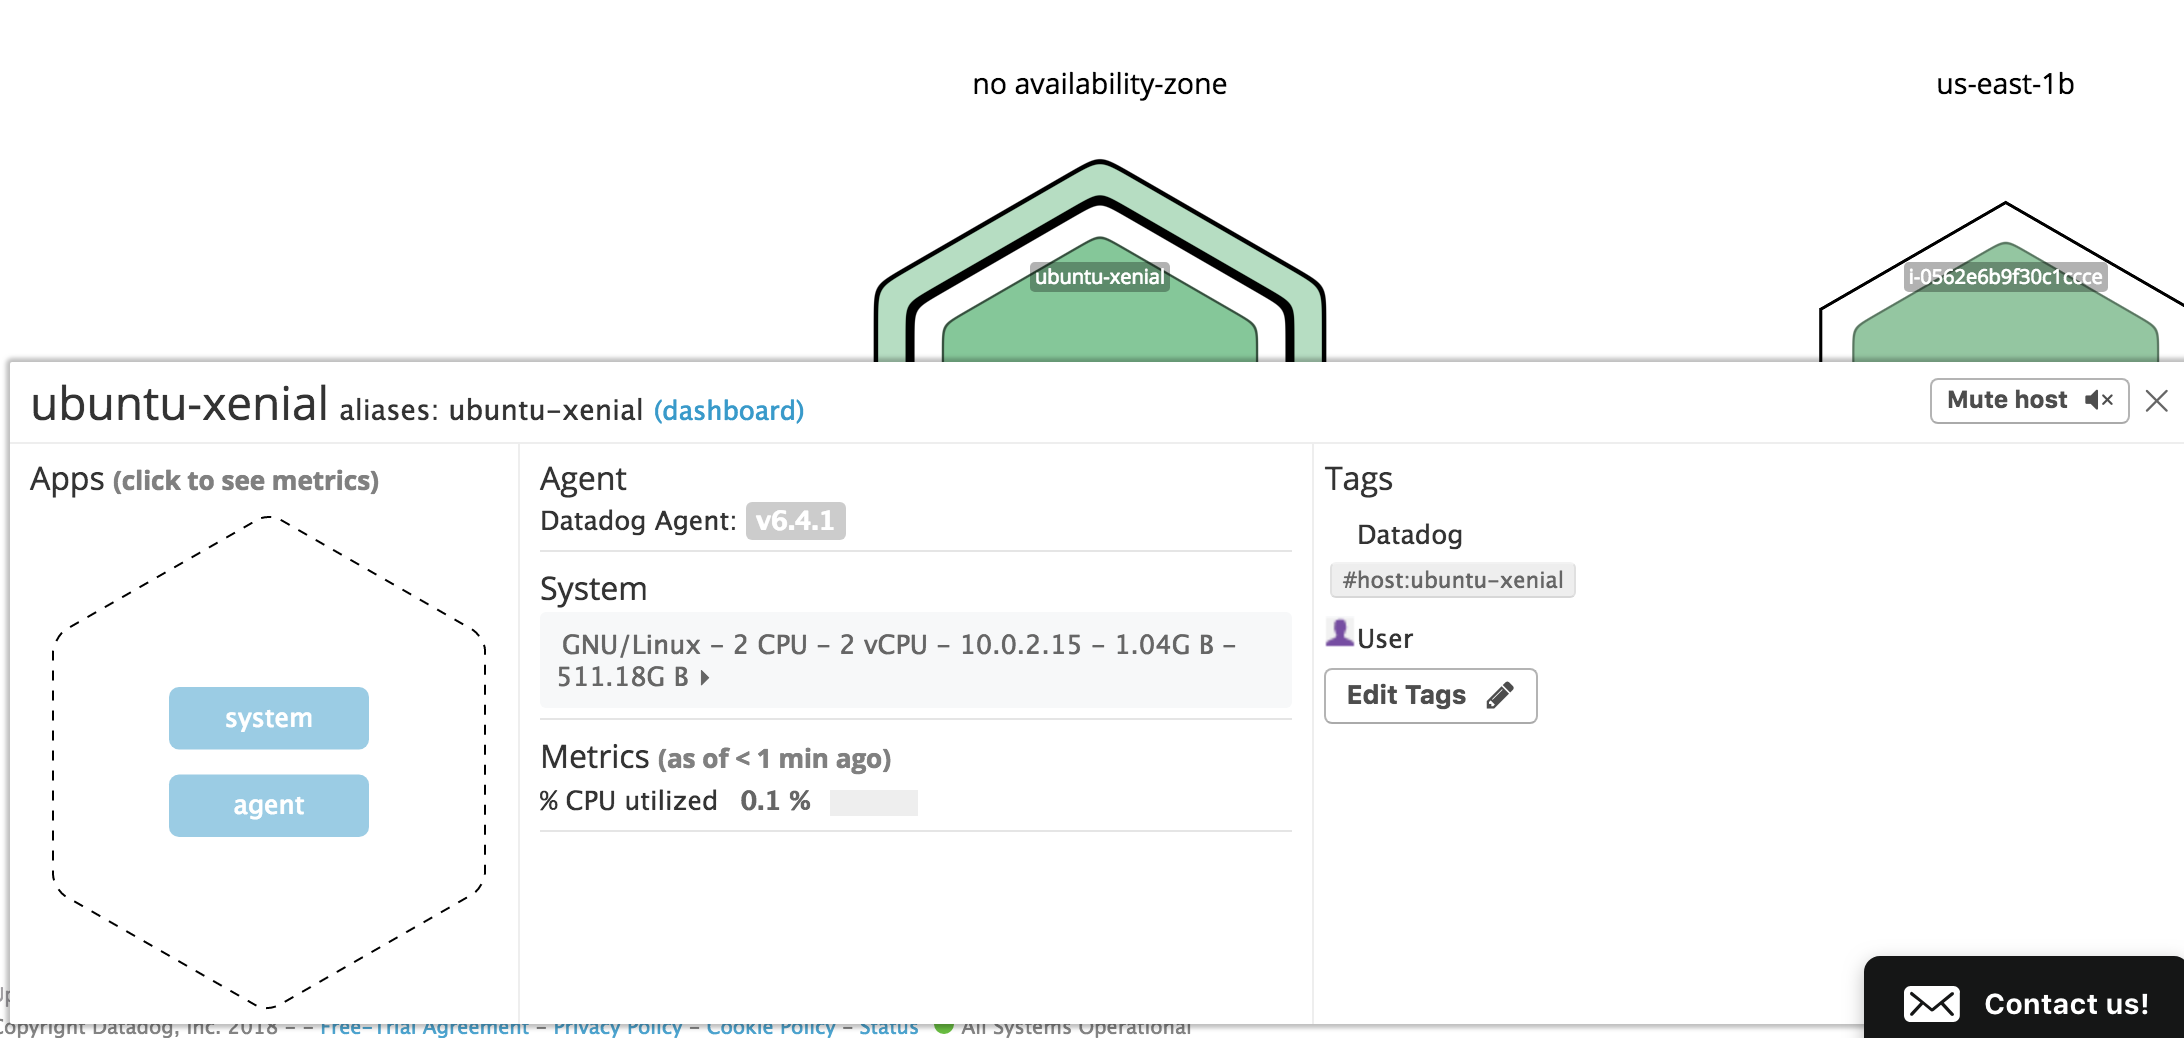 no availability-zone
us-east-1b
ubuntu-xenial
i-0562e6b9f30c1ccce
ubuntu-xenial aliases: ubuntu-xenial (dashboard)
Mute host
Apps (click to see metrics)
system
agent
Agent
Datadog Agent: v6.4.1
System
GNU/Linux - 2 CPU - 2 vCPU - 10.0.2.15 - 1.04G B -
511.18G B
Metrics (as of < 1 min ago)
% CPU utilized 0.1 %
Tags
Datadog
#host:ubuntu-xenial
User
Edit Tags
Contact us!
Copyright Datadog, Inc. 2018 - - Free-Trial Agreement - Privacy Policy - Cookie Policy - Status All Systems Operational